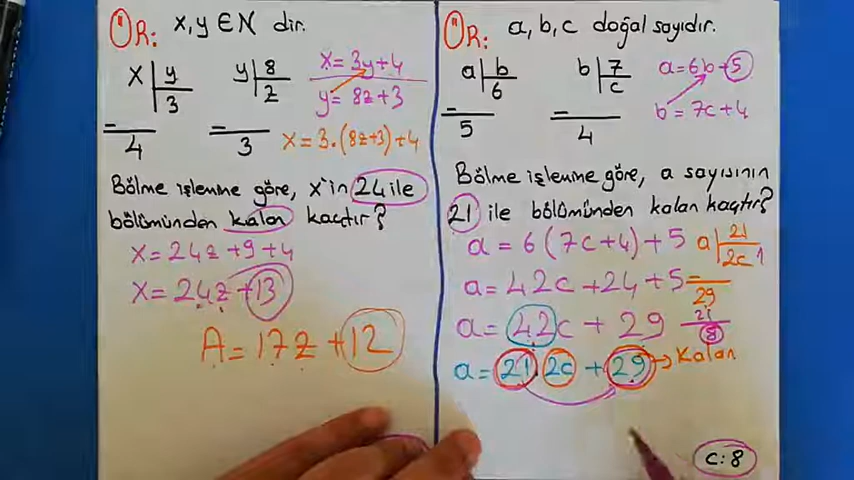 ÖR: x, y ∈ N dir.
x | y
3
4
y | 8
z
3
x = 3y + 4
y = 8z + 3
x = 3.(8z+3)+4
Bölme işlemine göre, x'in 24 ile
bölümünden kalan kaçtır?
x = 24z + 9 + 4
x = 24z + 13
A = 17z + 12
ÖR: a, b, c doğal sayıdır.
a | b
6
5
b | 7
c
4
a = 6b + 5
b = 7c + 4
Bölme işlemine göre, a sayısının
21 ile bölümünden kalan kaçtır?
a = 6(7c+4)+5
a = 42c + 24 + 5
a = 42c + 29
a = 21.2c + 29 → Kalan
a | 21
2c 1
29
21
8
C: 8